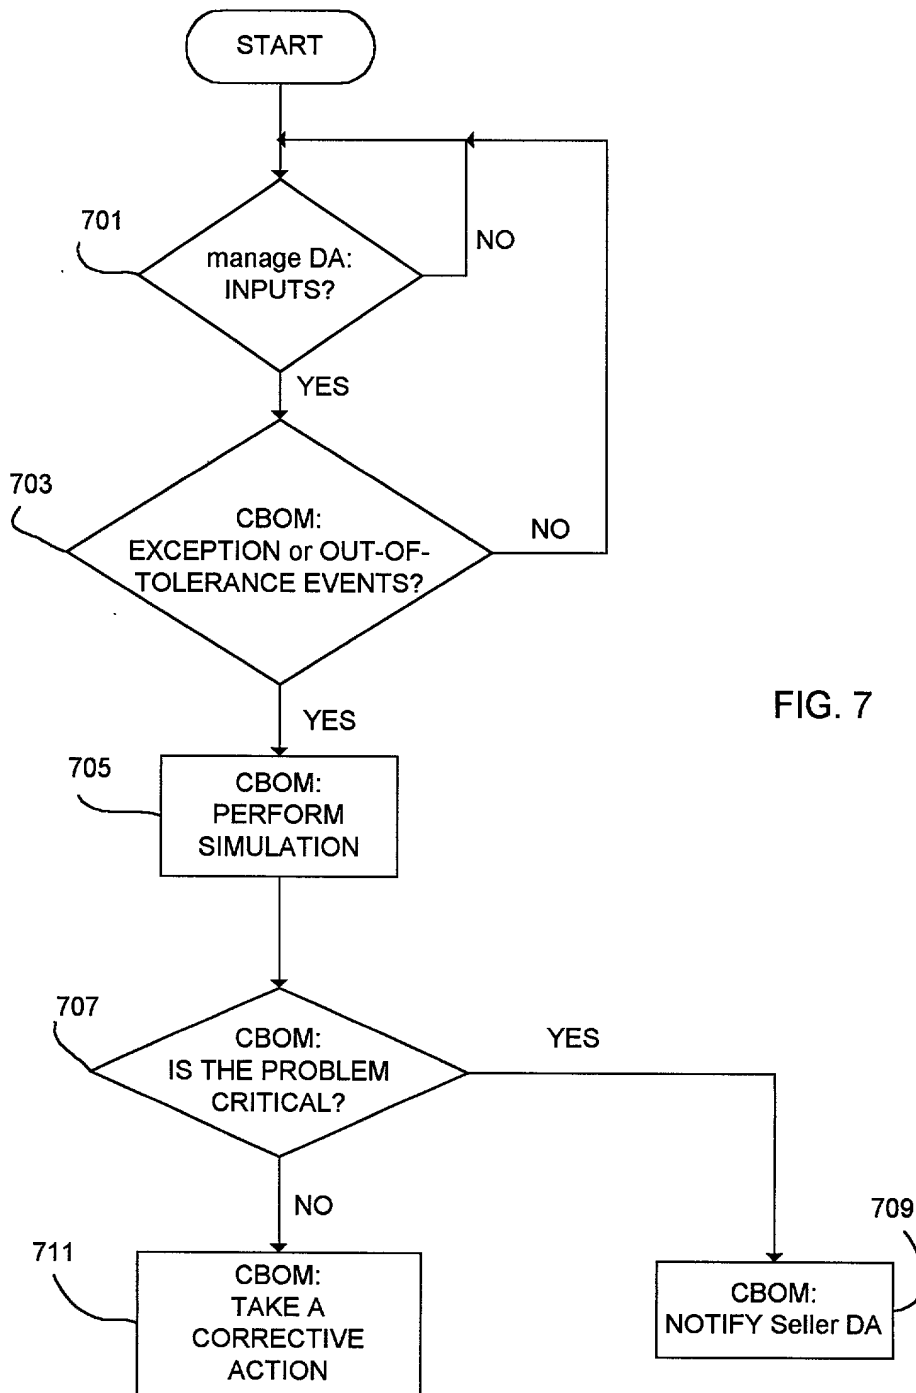 START
701
manage DA:
INPUTS?
NO
YES
703
CBOM:
EXCEPTION or OUT-OF-
TOLERANCE EVENTS?
NO
YES
FIG. 7
705
CBOM:
PERFORM
SIMULATION
707
CBOM:
IS THE PROBLEM
CRITICAL?
YES
NO
709
711
CBOM:
TAKE A
CORRECTIVE
ACTION
CBOM:
NOTIFY Seller DA